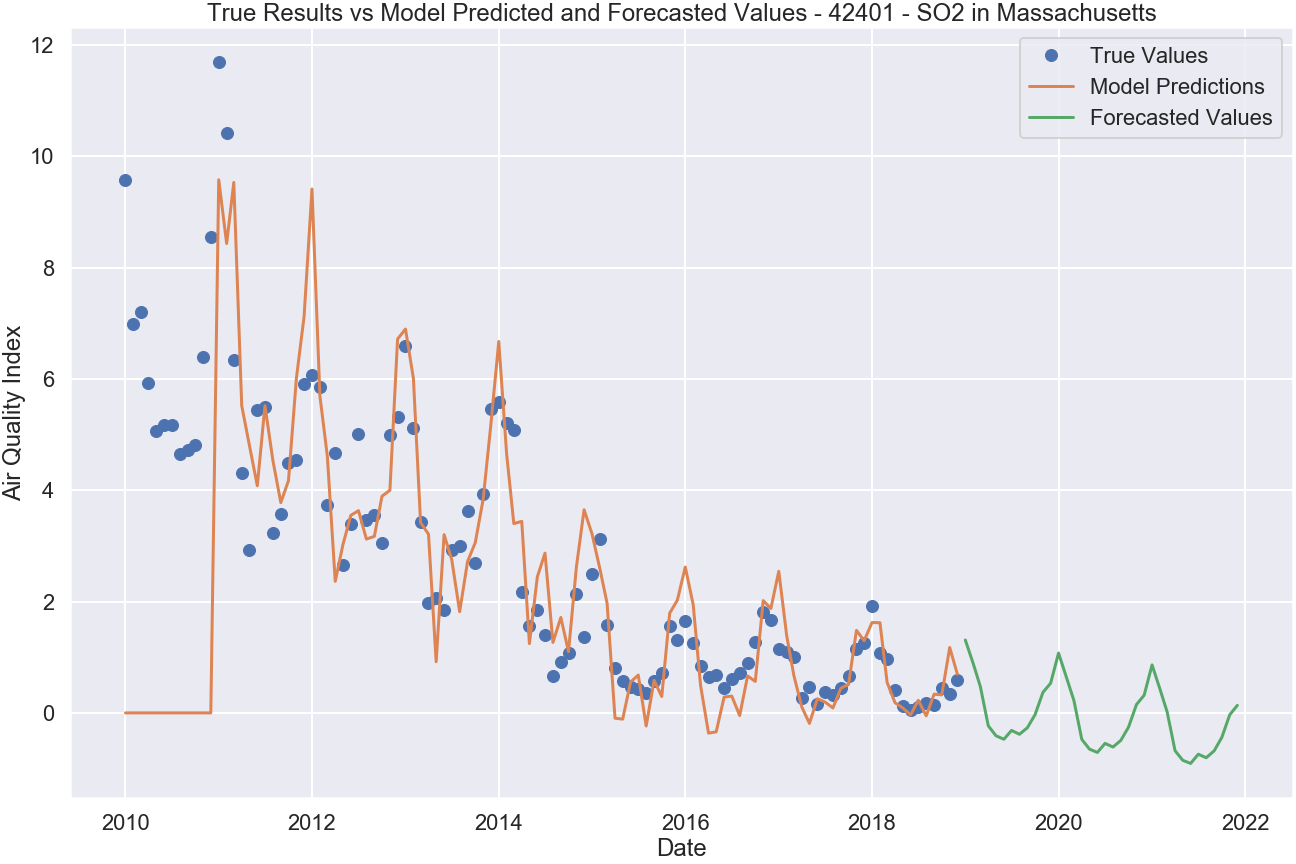 True Results vs Model Predicted and Forecasted Values - 42401 - SO2 in Massachusetts
True Values
Model Predictions
Forecasted Values
Air Quality Index
12
10
8
6
4
2
0
2010 2012 2014 2016 2018 2020 2022
Date